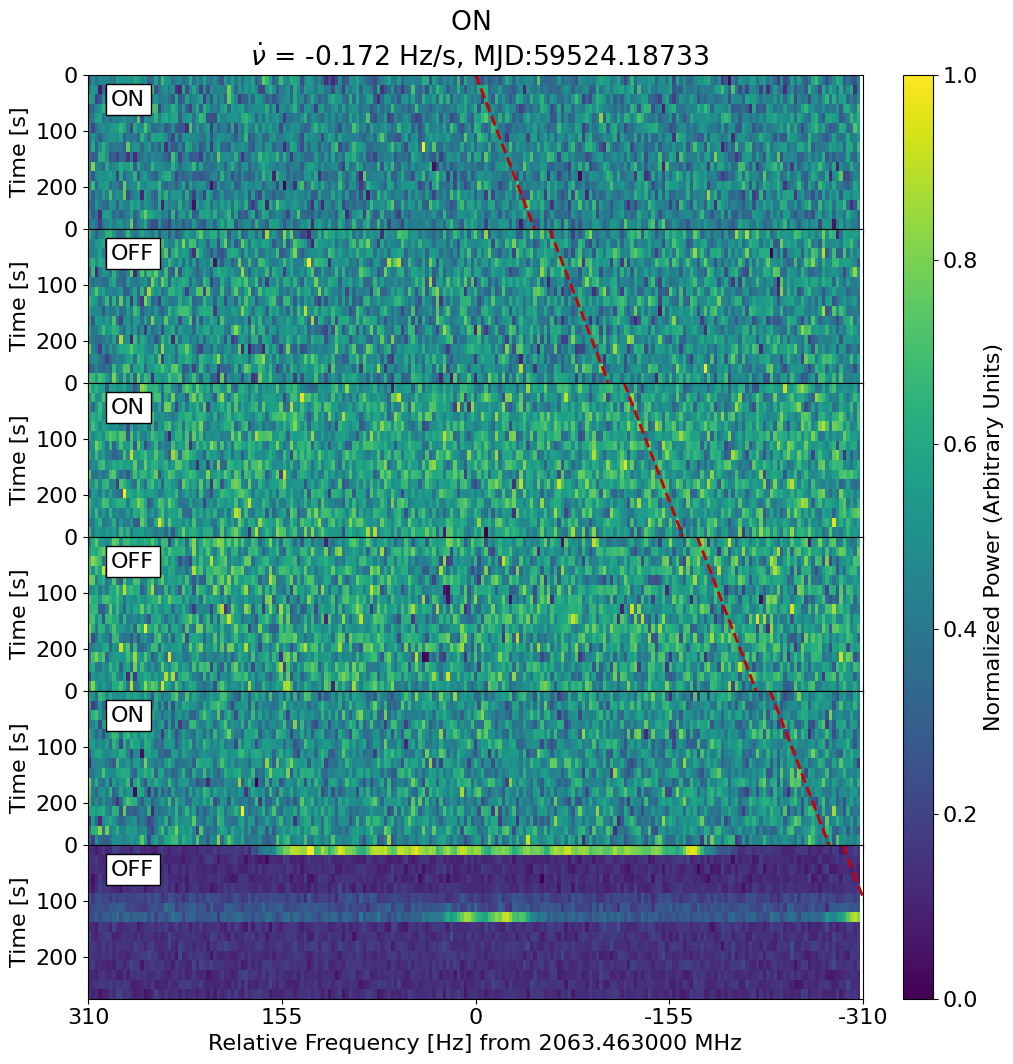 ON
ν̇ = -0.172 Hz/s, MJD:59524.18733
0
ON
100
200
Time [s]
0
OFF
100
200
Time [s]
0
ON
100
200
Time [s]
0
OFF
100
200
Time [s]
0
ON
100
200
Time [s]
0
OFF
100
200
Time [s]
310 155 0 -155 -310
Relative Frequency [Hz] from 2063.463000 MHz
1.0
0.8
0.6
0.4
0.2
0.0
Normalized Power (Arbitrary Units)